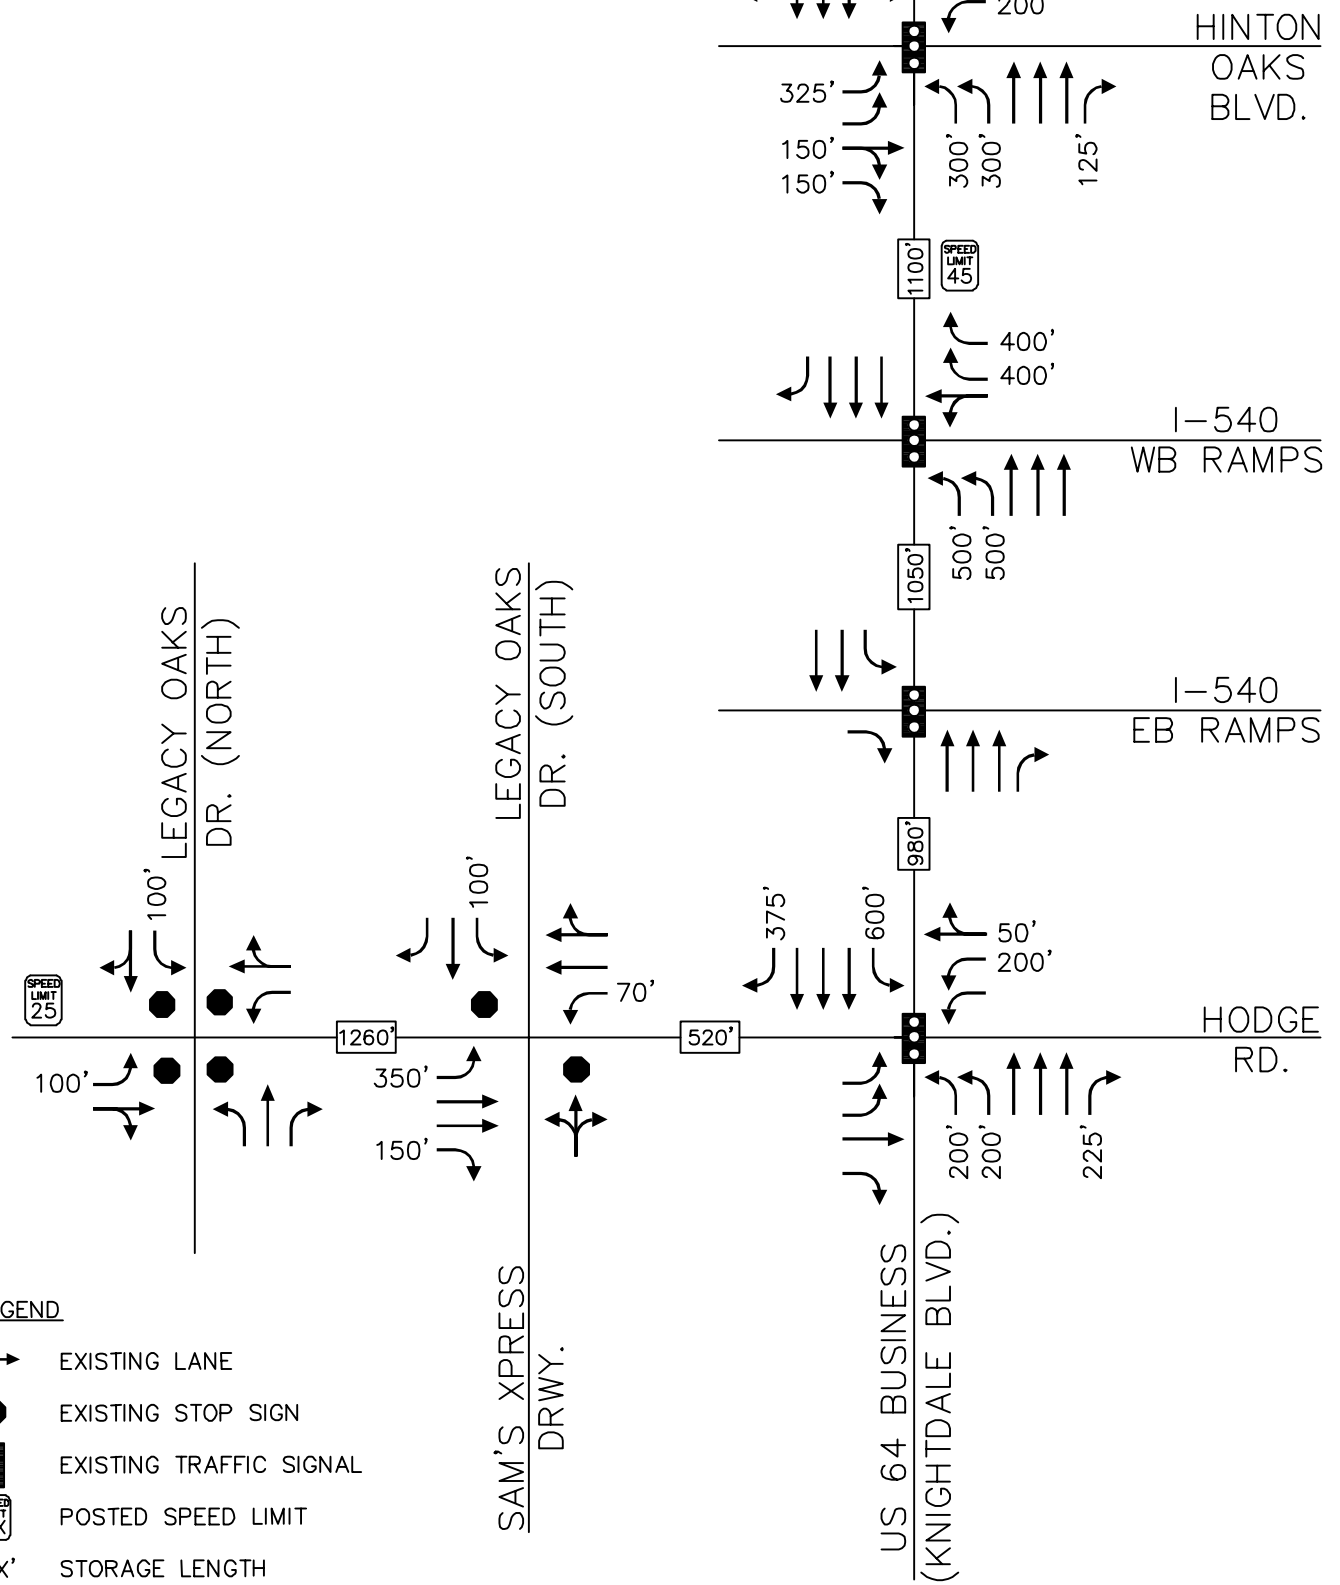 200'
HINTON
OAKS
BLVD.
325'
150'
150'
300'
300'
125'
1100'
SPEED
LIMIT
45
400'
400'
I-540
WB RAMPS
500'
500'
1050'
I-540
EB RAMPS
980'
LEGACY OAKS
DR. (NORTH)
LEGACY OAKS
DR. (SOUTH)
100'
100'
375'
600'
50'
200'
70'
SPEED
LIMIT
25
1260'
520'
HODGE
RD.
100'
350'
150'
200'
200'
225'
SAM'S XPRESS
DRWY.
US 64 BUSINESS
(KNIGHTDALE BLVD.)
GEND
EXISTING LANE
EXISTING STOP SIGN
EXISTING TRAFFIC SIGNAL
ED
T
X
POSTED SPEED LIMIT
X'
STORAGE LENGTH